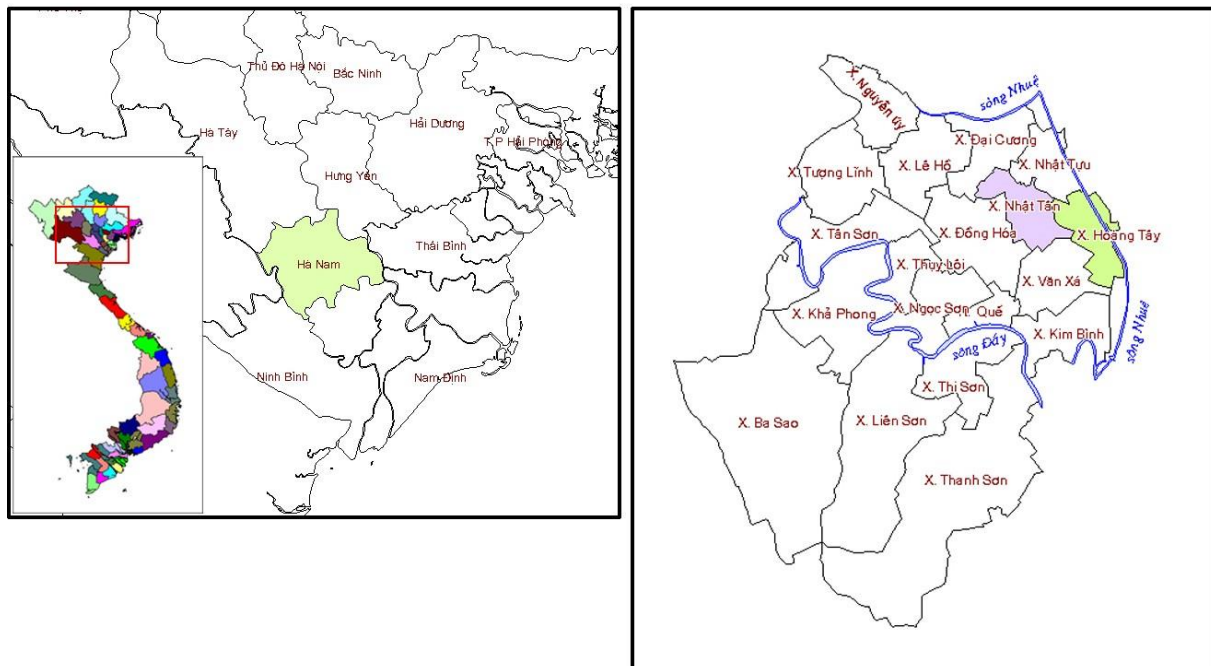 Thủ Đô Hà Nội
Bắc Ninh
Hà Tây
Hải Dương
T.P Hải Phòng
Hưng Yên
Thái Bình
Hà Nam
Ninh Bình
Nam Định
X. Nguyễn úy
sông Nhuệ
X. Đại Cương
X. Lê Hồ
X. Nhật Tựu
X. Tượng Lĩnh
X. Nhật Tân
X. Tân Sơn
X. Đồng Hóa
X. Hoàng Tây
X. Thụy Lôi
X. Văn Xá
X. Khả Phong
X. Ngọc Sơn
Quế
X. Kim Bình
sông Nhuệ
sông Đáy
X. Thi Sơn
X. Ba Sao
X. Liên Sơn
X. Thanh Sơn